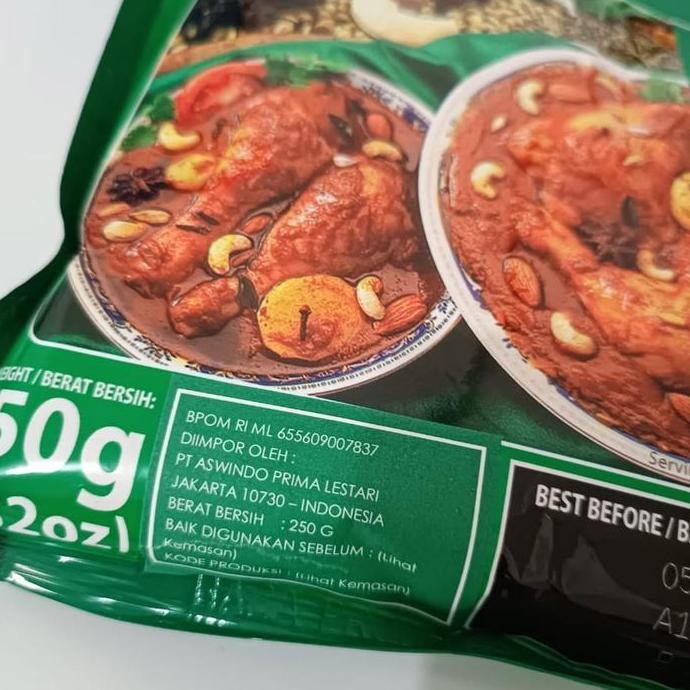 BERAT BERSIH:
50g
2oz)
BPOM RI ML 655609007837
DIIMPOR OLEH :
PT ASWINDO PRIMA LESTARI
JAKARTA 10730 – INDONESIA
BERAT BERSIH : 250 G
BAIK DIGUNAKAN SEBELUM : (Lihat
Kemasan)
KODE PRODUKSI : (Lihat Kemasan)
BEST BEFORE /
05
A1